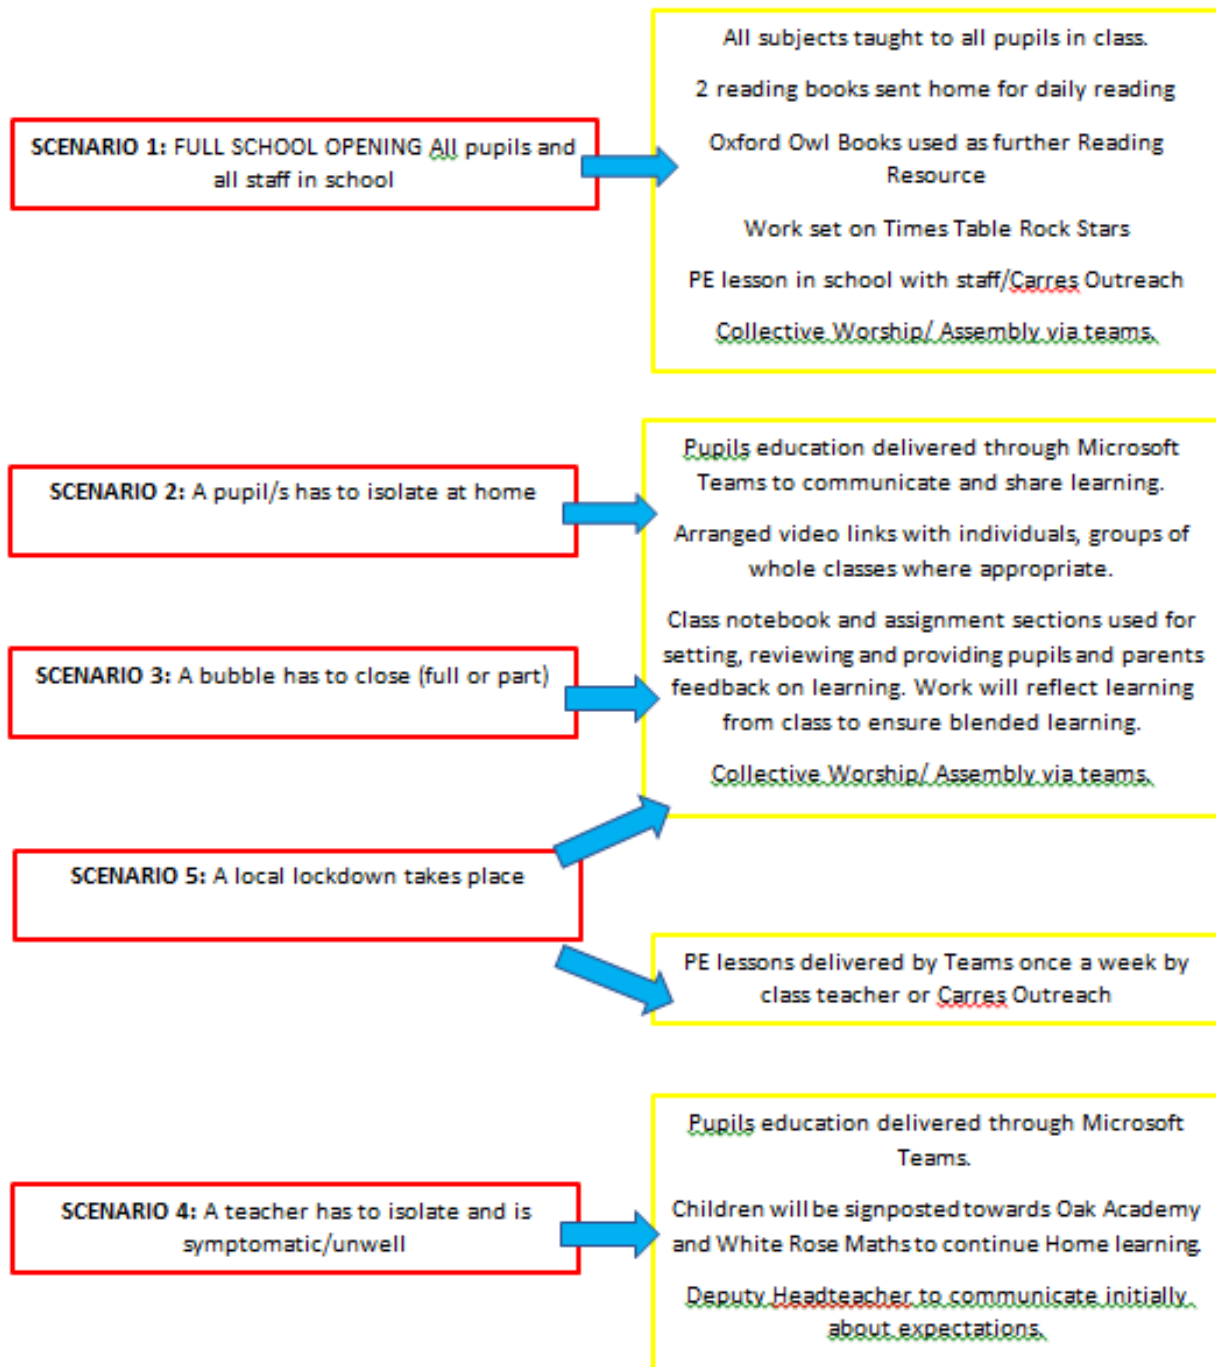 SCENARIO 1: FULL SCHOOL OPENING All pupils and
all staff in school
All subjects taught to all pupils in class.
2 reading books sent home for daily reading
Oxford Owl Books used as further Reading
Resource
Work set on Times Table Rock Stars
PE lesson in school with staff/Carres Outreach
Collective Worship/ Assembly via teams.
SCENARIO 2: A pupil/s has to isolate at home
SCENARIO 3: A bubble has to close (full or part)
Pupils education delivered through Microsoft
Teams to communicate and share learning.
Arranged video links with individuals, groups of
whole classes where appropriate.
Class notebook and assignment sections used for
setting, reviewing and providing pupils and parents
feedback on learning. Work will reflect learning
from class to ensure blended learning.
Collective Worship/ Assembly via teams.
SCENARIO 5: A local lockdown takes place
PE lessons delivered by Teams once a week by
class teacher or Carres Outreach
SCENARIO 4: A teacher has to isolate and is
symptomatic/unwell
Pupils education delivered through Microsoft
Teams.
Children will be signposted towards Oak Academy
and White Rose Maths to continue Home learning.
Deputy Headteacher to communicate initially
about expectations.